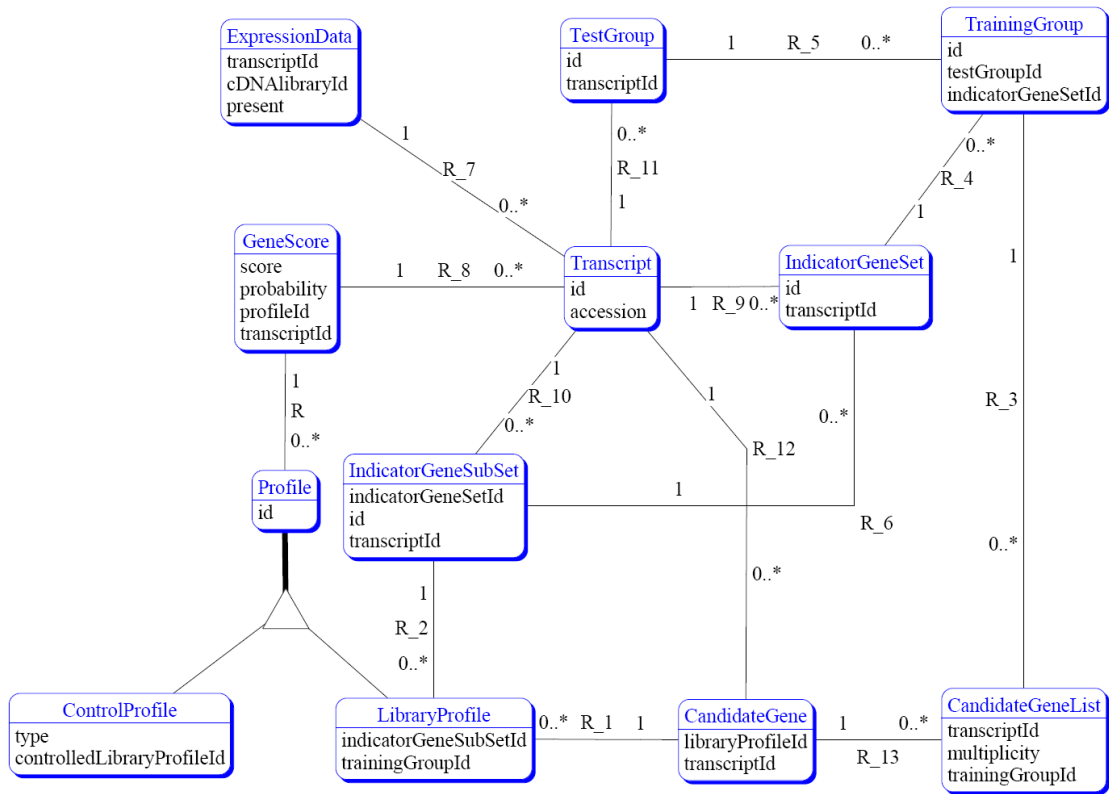 ExpressionData
transcriptId
cDNAlibraryId
present
TestGroup
id
transcriptId
1 R_5 0..*
TrainingGroup
id
testGroupId
indicatorGeneSetId
1
R_7
0..*
0..*
R_11
1
0..*
R_4
1
GeneScore
score
probability
profileId
transcriptId
1 R_8 0..*
Transcript
id
accession
1 R_9 0..*
IndicatorGeneSet
id
transcriptId
1
R_3
0..*
1
R
0..*
1
R_10
0..*
1
R_12
0..*
0..*
1
R_6
Profile
id
IndicatorGeneSubSet
indicatorGeneSetId
id
transcriptId
1
R_2
0..*
ControlProfile
type
controlledLibraryProfileId
LibraryProfile
indicatorGeneSubSetId
trainingGroupId
0..* R_1 1
CandidateGene
libraryProfileId
transcriptId
1 0..*
R_13
CandidateGeneList
transcriptId
multiplicity
trainingGroupId